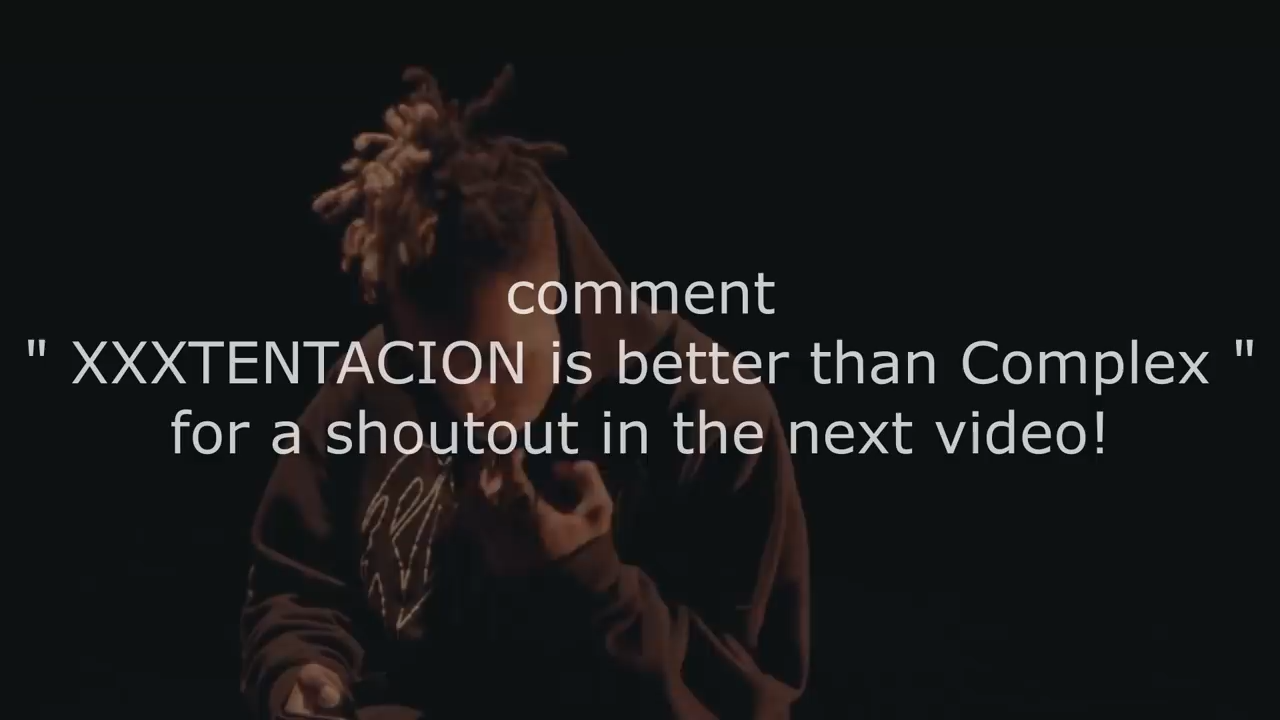 comment
" XXXTENTACION is better than Complex "
for a shoutout in the next video!